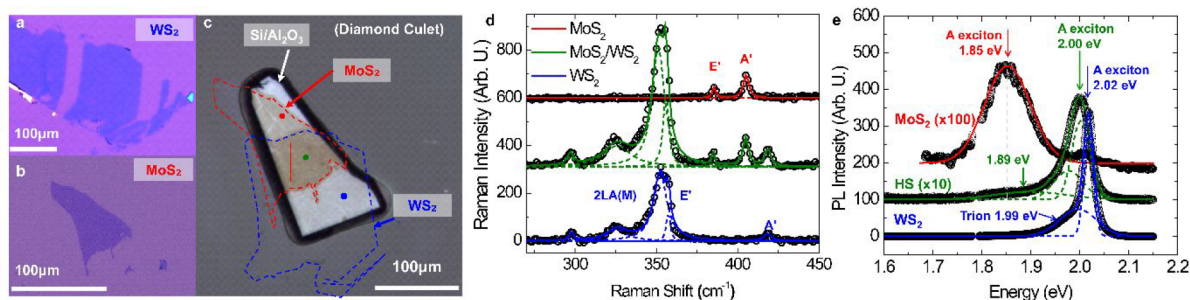 a
WS₂
100μm
b
MoS₂
100μm
c
Si/Al₂O₃
(Diamond Culet)
MoS₂
WS₂
100μm
d
Raman Intensity (Arb. U.)
900
600
300
0
MoS₂
MoS₂/WS₂
WS₂
E'
A'
2LA(M)
E'
A'
300
350
400
450
Raman Shift (cm⁻¹)
e
PL Intensity (Arb. U.)
600
500
400
300
200
100
0
A exciton
1.85 eV
A exciton
2.00 eV
A exciton
2.02 eV
MoS₂ (x100)
1.89 eV
HS (x10)
WS₂
Trion 1.99 eV
1.6
1.7
1.8
1.9
2.0
2.1
2.2
Energy (eV)